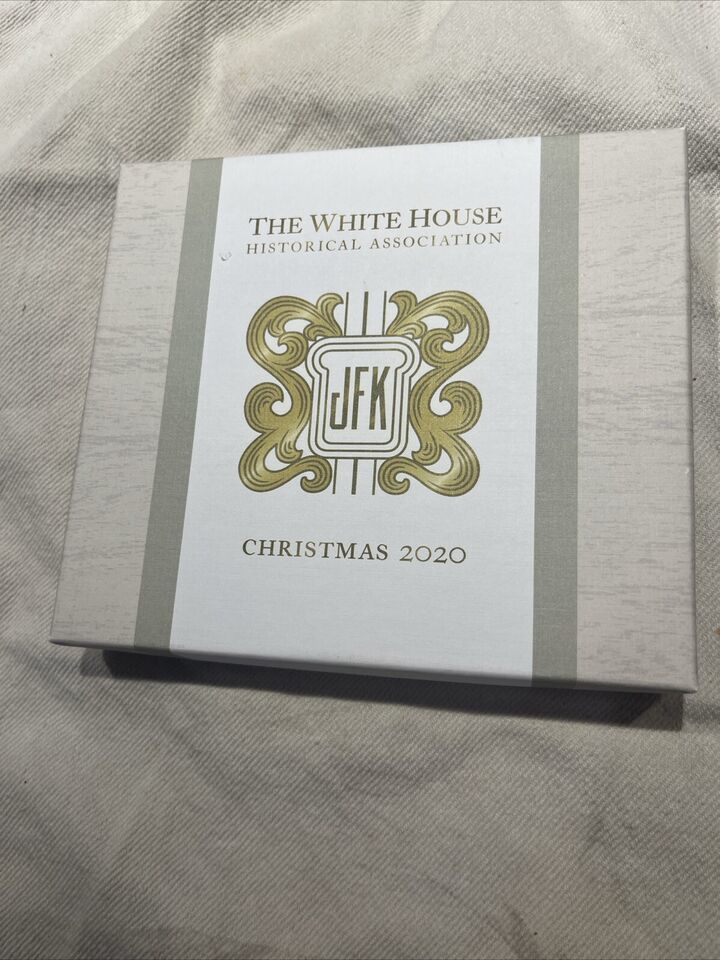 THE WHITE HOUSE
HISTORICAL ASSOCIATION
JFK
CHRISTMAS 2020